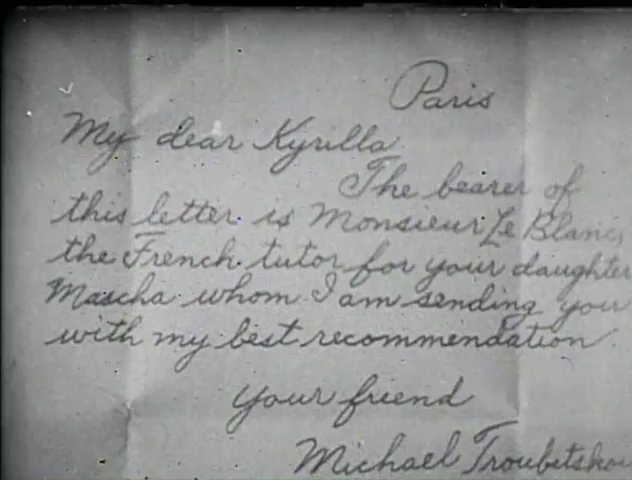 Paris
My dear Kyrilla
The bearer of
this letter is Monsieur Le Blanc,
the French tutor for your daughter
Mascha whom I am sending you
with my best recommendation.
Your friend
Michael